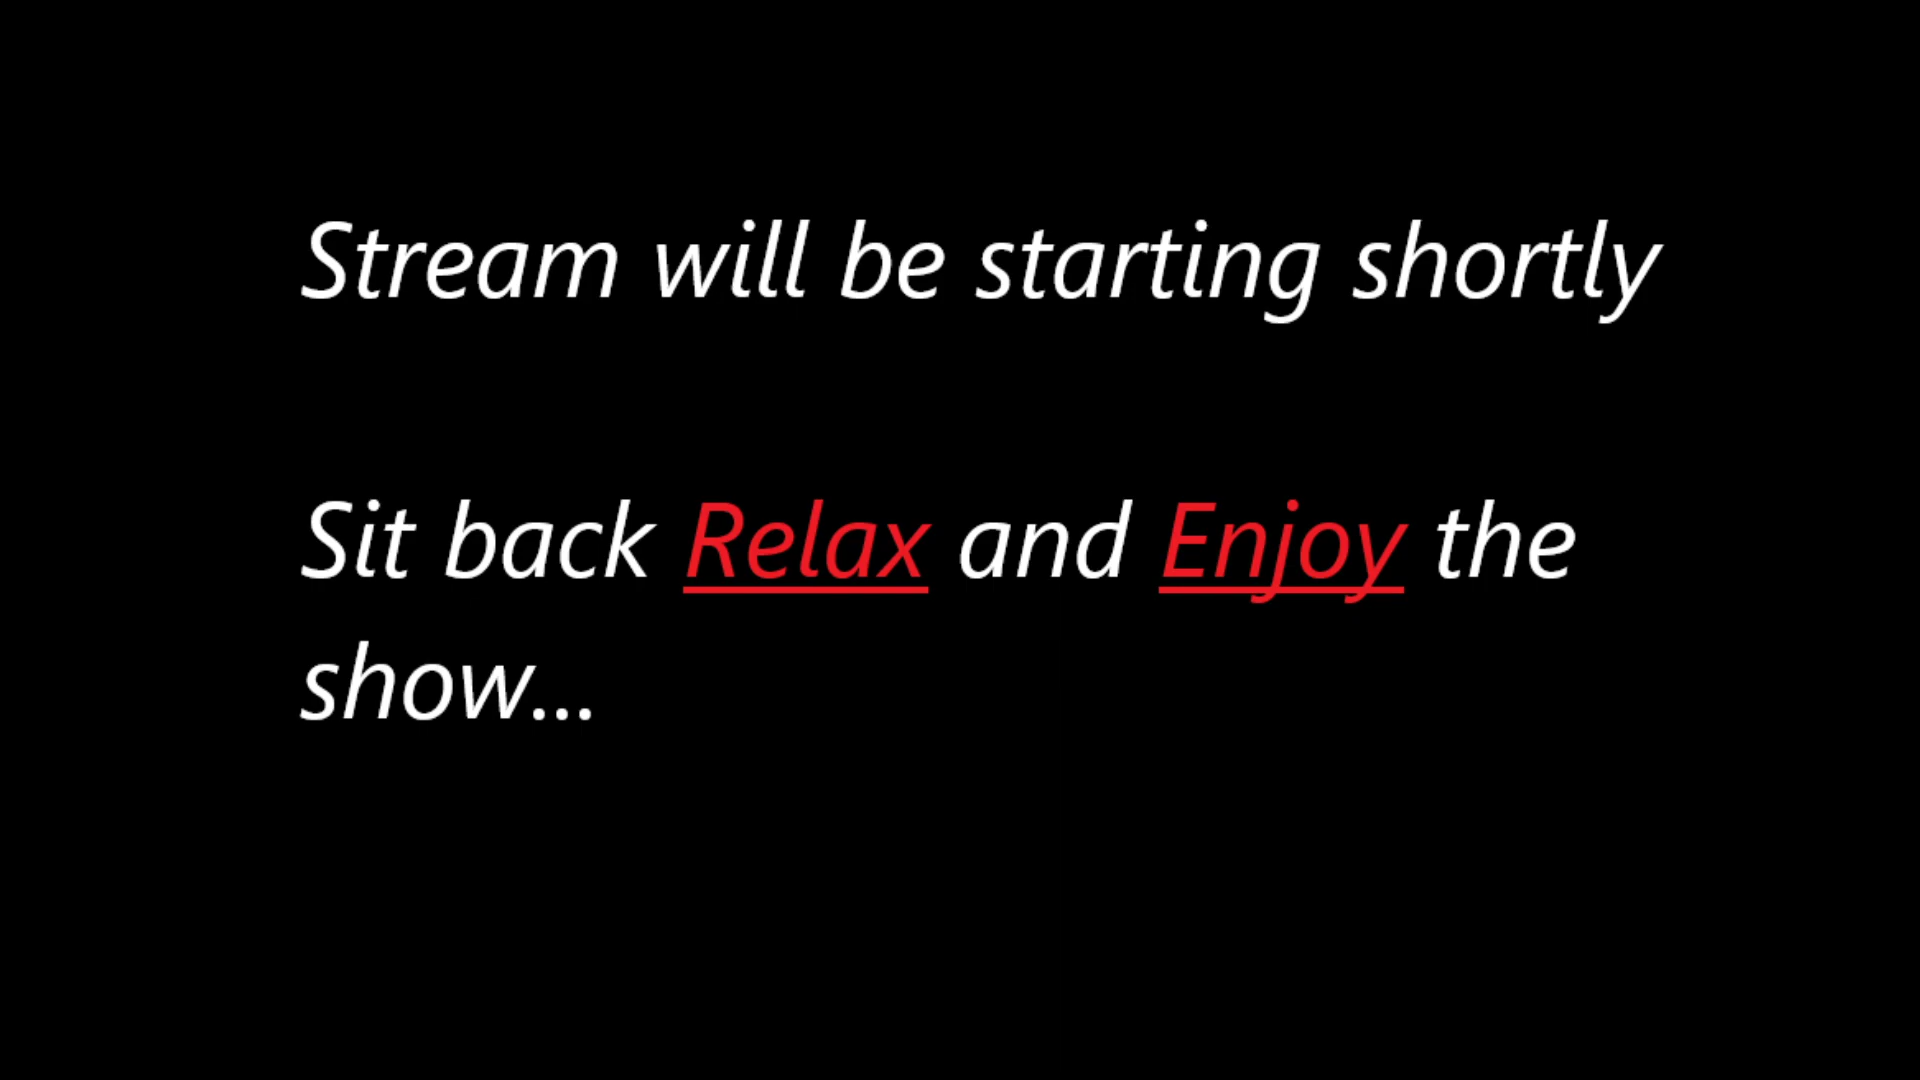 Stream will be starting shortly
Sit back Relax and Enjoy the
show...